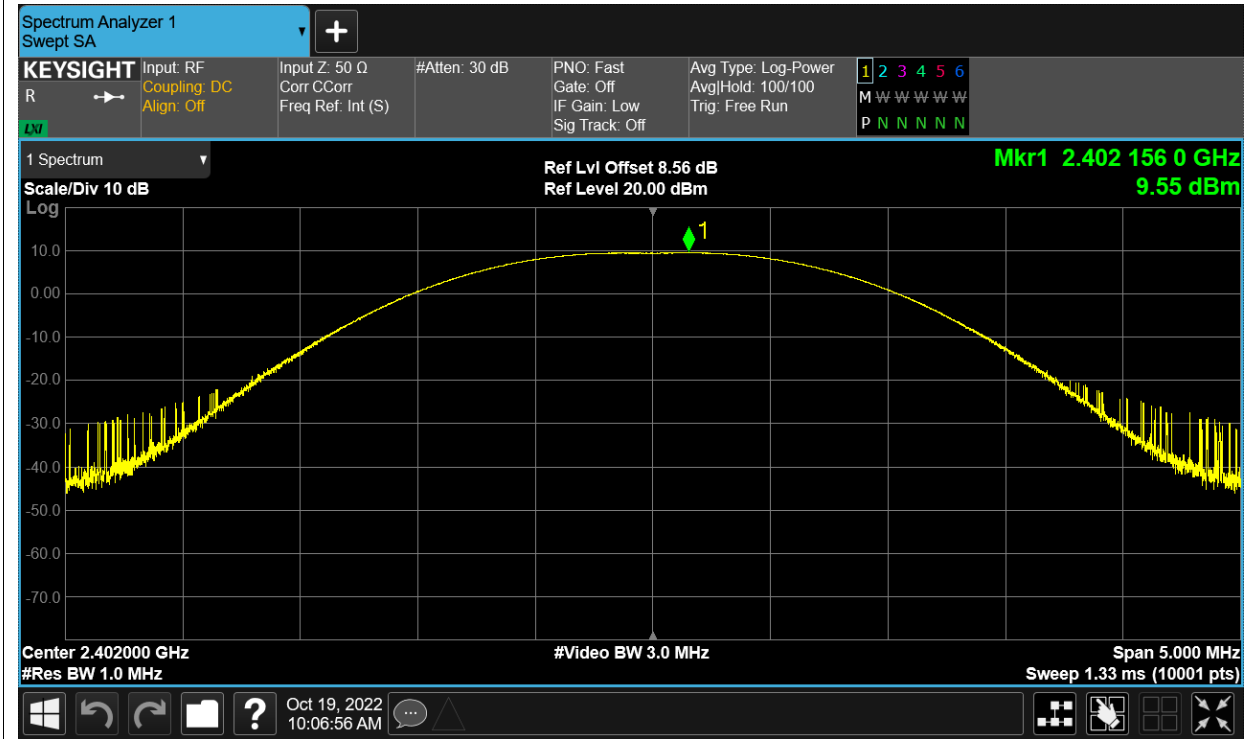 Spectrum Analyzer 1
Swept SA
▼
+
KEYSIGHT
R
LXI
Input: RF
Coupling: DC
Align: Off
Input Z: 50 Ω
Corr CCorr
Freq Ref: Int (S)
#Atten: 30 dB
PNO: Fast
Gate: Off
IF Gain: Low
Sig Track: Off
Avg Type: Log-Power
Avg|Hold: 100/100
Trig: Free Run
1 2 3 4 5 6
M W W W W W
P N N N N N N
1 Spectrum
▼
Scale/Div 10 dB
Log
Ref Lvl Offset 8.56 dB
Ref Level 20.00 dBm
Mkr1 2.402 156 0 GHz
9.55 dBm
1
10.0
0.00
-10.0
-20.0
-30.0
-40.0
-50.0
-60.0
-70.0
Center 2.402000 GHz
#Res BW 1.0 MHz
#Video BW 3.0 MHz
Span 5.000 MHz
Sweep 1.33 ms (10001 pts)
?
Oct 19, 2022
10:06:56 AM